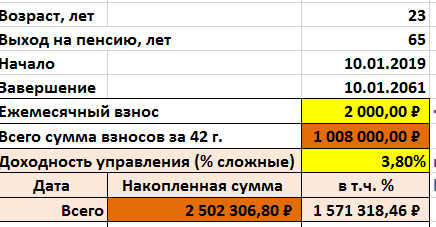 Возраст, лет 23
Выход на пенсию, лет 65
Начало 10.01.2019
Завершение 10.01.2061
Ежемесячный взнос 2 000,00 ₽
Всего сумма взносов за 42 г. 1 008 000,00 ₽
Доходность управления (% сложные) 3,80%
Дата Накопленная сумма в т.ч. %
Всего 2 502 306,80 ₽ 1 571 318,46 ₽